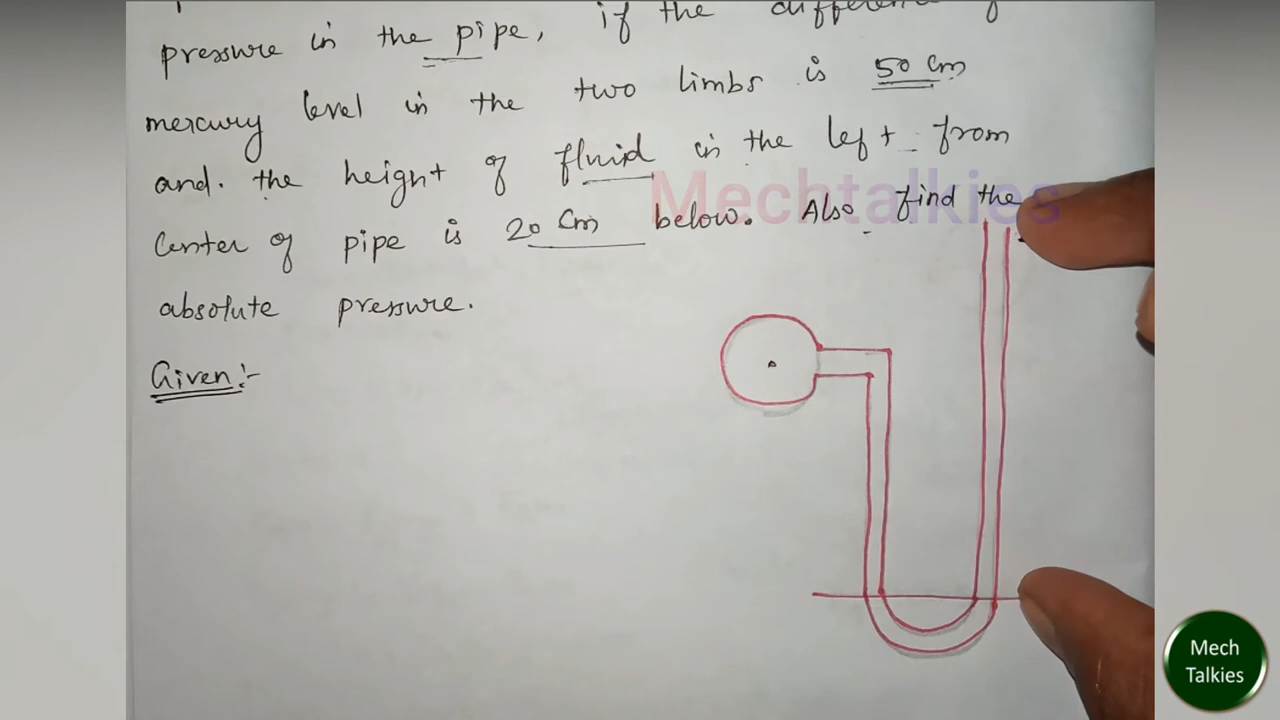 if the difference of
pressure in the pipe,
mercury level in the two limbs is 50 cm
and. the height of fluid in the left from
Center of pipe is 20 Cm below. Also find the
absolute pressure.
Given:-
Mechtalkies
Mech
Talkies